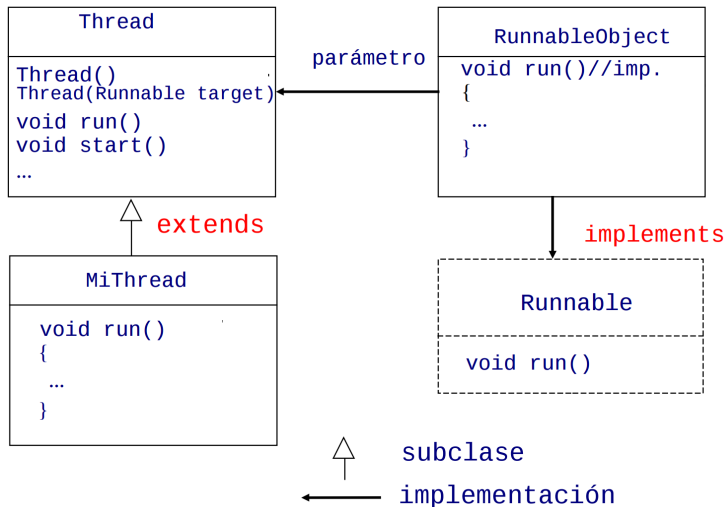 Thread
Thread()
Thread(Runnable target)
void run()
void start()
...
parámetro
RunnableObject
void run()//imp.
{
...
}
extends
implements
MiThread
void run()
{
...
}
Runnable
void run()
subclase
implementación